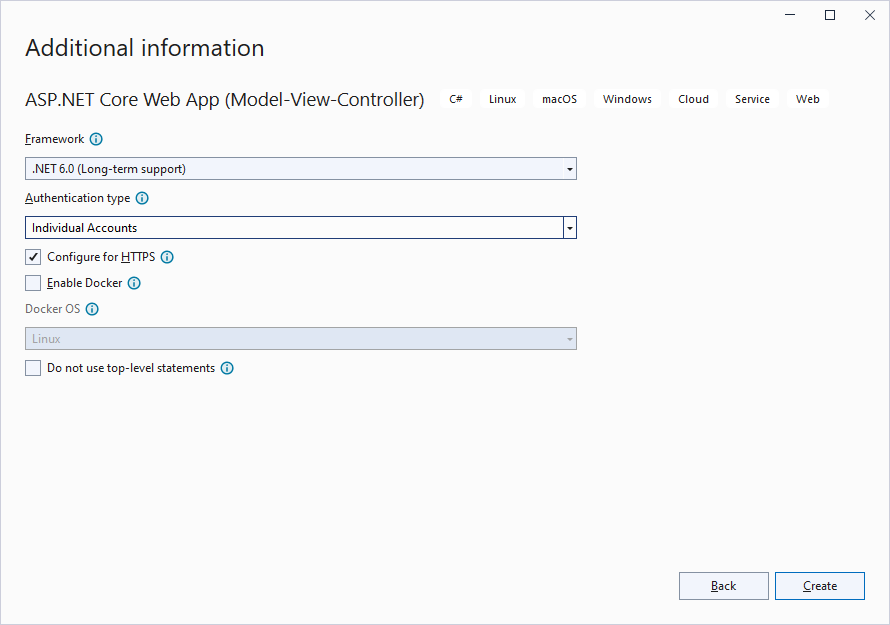 Additional information
ASP.NET Core Web App (Model-View-Controller) C# Linux macOS Windows Cloud Service Web
Framework
.NET 6.0 (Long-term support)
Authentication type
Individual Accounts
Configure for HTTPS
Enable Docker
Docker OS
Linux
Do not use top-level statements
Back Create